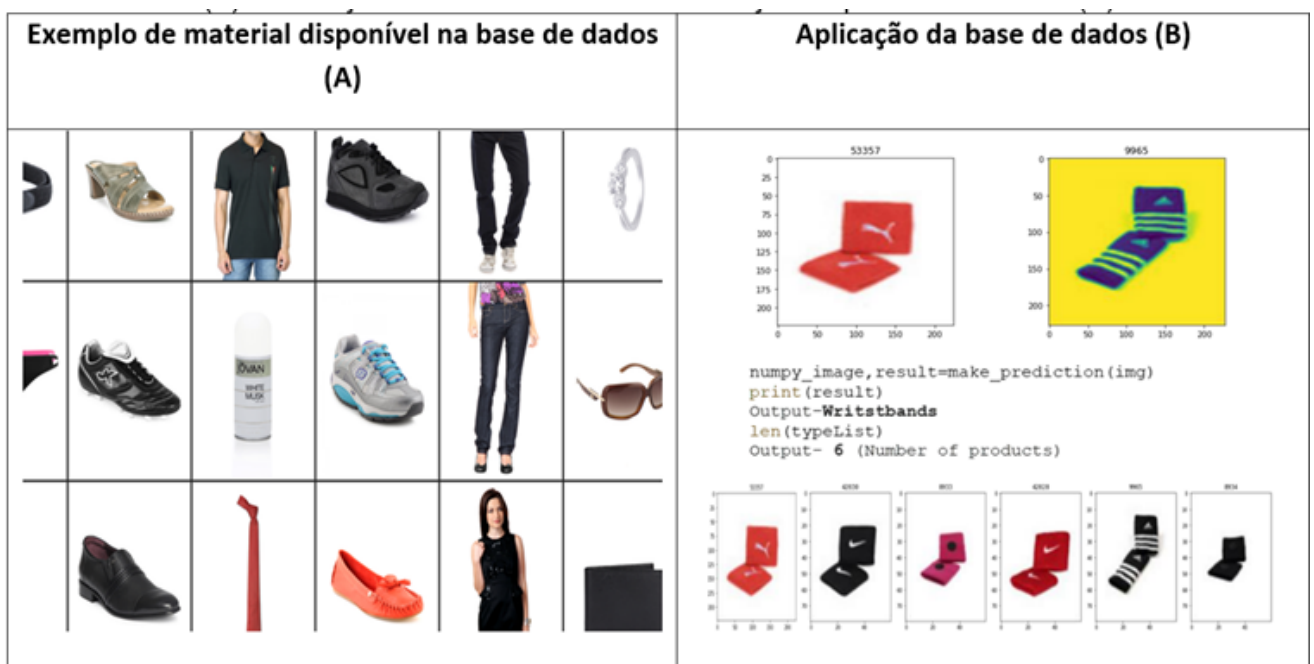 Exemplo de material disponível na base de dados
(A)
Aplicação da base de dados (B)
JŌVAN
WHITE
MUSK
53357
0
25
50
75
100
125
150
175
200
0 50 100 150 200
9965
0
50
100
150
200
0 50 100 150 200
numpy_image,result=make_prediction(img)
print(result)
Output-Writstbands
len(typeList)
Output- 6 (Number of products)
9965